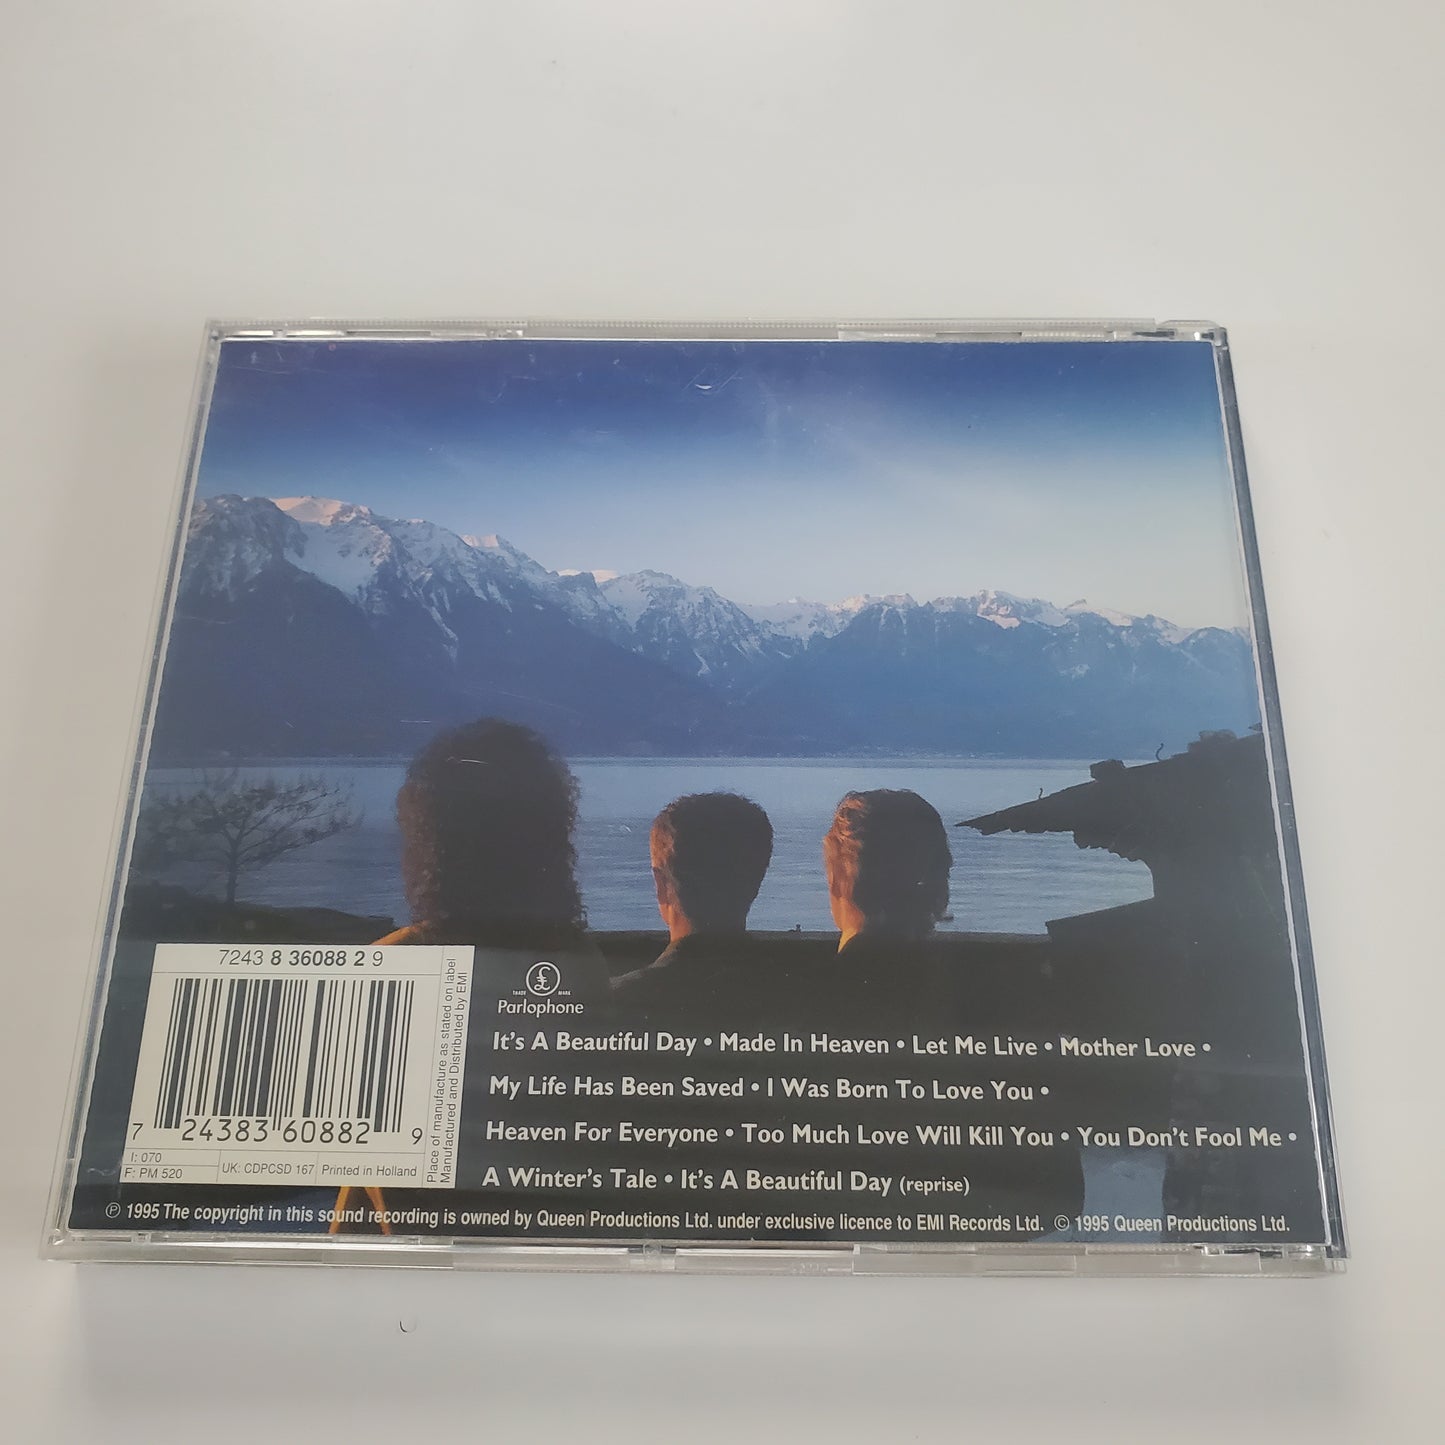 7243 8 36088 2 9
7 24383 60882 9
I: 070
F: PM 520
UK: CDPCSD 167
Printed in Holland
Place of manufacture as stated on label
Manufactured and Distributed by EMI
£
TRADE MARK
Parlophone
It's A Beautiful Day • Made In Heaven • Let Me Live • Mother Love •
My Life Has Been Saved • I Was Born To Love You •
Heaven For Everyone • Too Much Love Will Kill You • You Don't Fool Me •
A Winter's Tale • It's A Beautiful Day (reprise)
℗ 1995 The copyright in this sound recording is owned by Queen Productions Ltd. under exclusive licence to EMI Records Ltd. © 1995 Queen Productions Ltd.